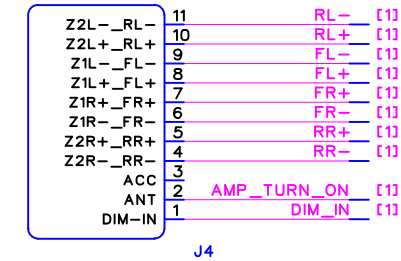 Z2L-_RL- 11 RL- [1]
Z2L+_RL+ 10 RL+ [1]
Z1L-_FL- 9 FL- [1]
Z1L+_FL+ 8 FL+ [1]
Z1R+_FR+ 7 FR+ [1]
Z1R-_FR- 6 FR- [1]
Z2R+_RR+ 5 RR+ [1]
Z2R-_RR- 4 RR- [1]
ACC 3
ANT 2 AMP_TURN_ON [1]
DIM-IN 1 DIM_IN [1]
J4